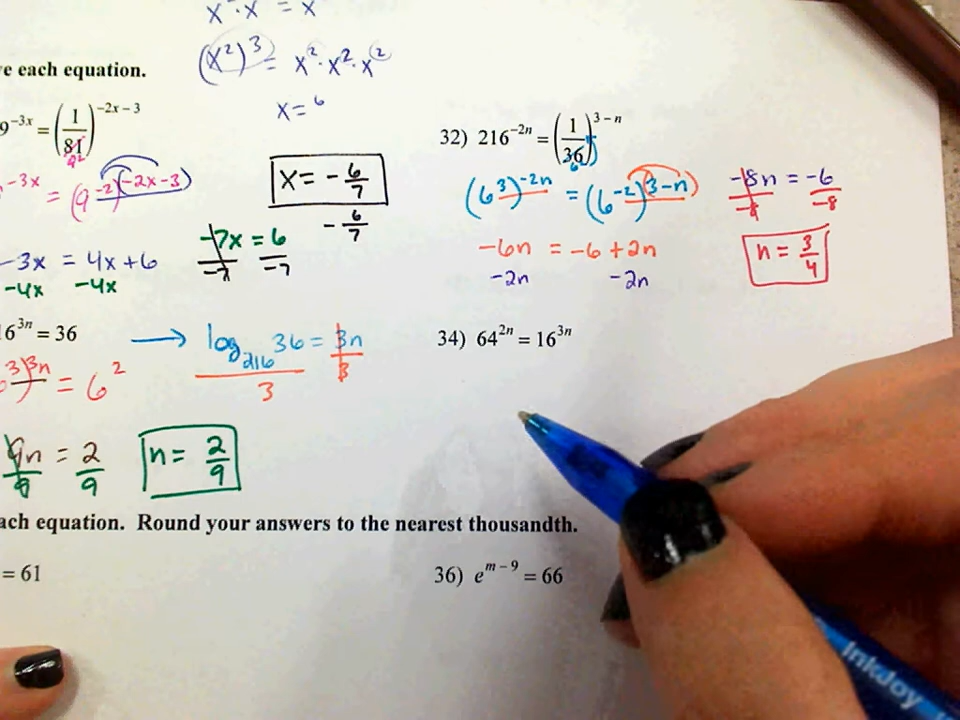 x · x = x
(x²)³ = x² · x² · x²
x = 6
e each equation.
9^{-3x} = (1/81)^{-2x-3}
9²
-3x = (9^{-2})^{(-2x-3)}
-3x = 4x + 6
-4x -4x
-7x = 6
-7 -7
x = -6/7
-6/7
32) 216^{-2n} = (1/36)^{3-n}
(6³)^{-2n} = (6^{-2})^{(3-n)}
-6n = -6 + 2n
-2n -2n
-8n = -6
-8 -8
n = 3/4
6^{3n} = 36 → log₂₁₆ 36 = 3n
3 3
3)3n = 6²
9n = 2
9 9
n = 2/9
34) 64^{2n} = 16^{3n}
ach equation. Round your answers to the nearest thousandth.
= 61
36) e^{m-9} = 66
InkJoy